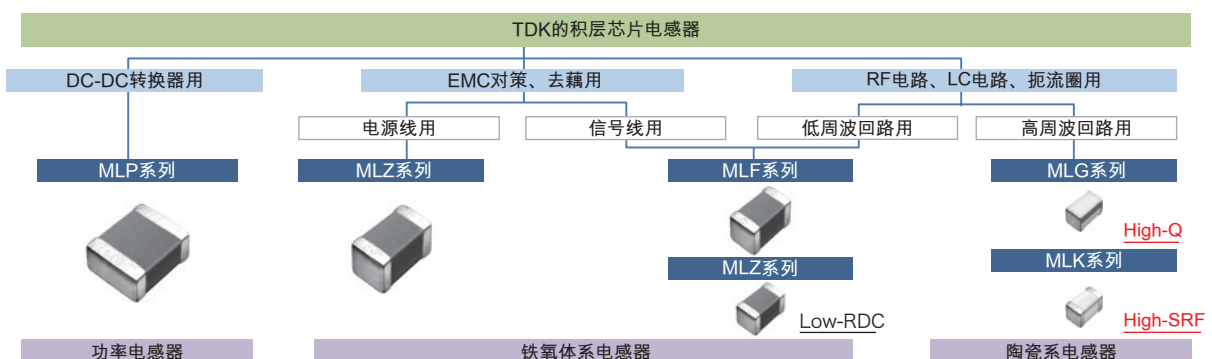 TDK的积层芯片电感器
DC-DC转换器用
EMC对策、去藕用
RF电路、LC电路、扼流圈用
电源线用
信号线用
低周波回路用
高周波回路用
MLP系列
MLZ系列
MLF系列
MLG系列
High-Q
MLZ系列
MLK系列
Low-RDC
High-SRF
功率电感器
铁氧体系电感器
陶瓷系电感器